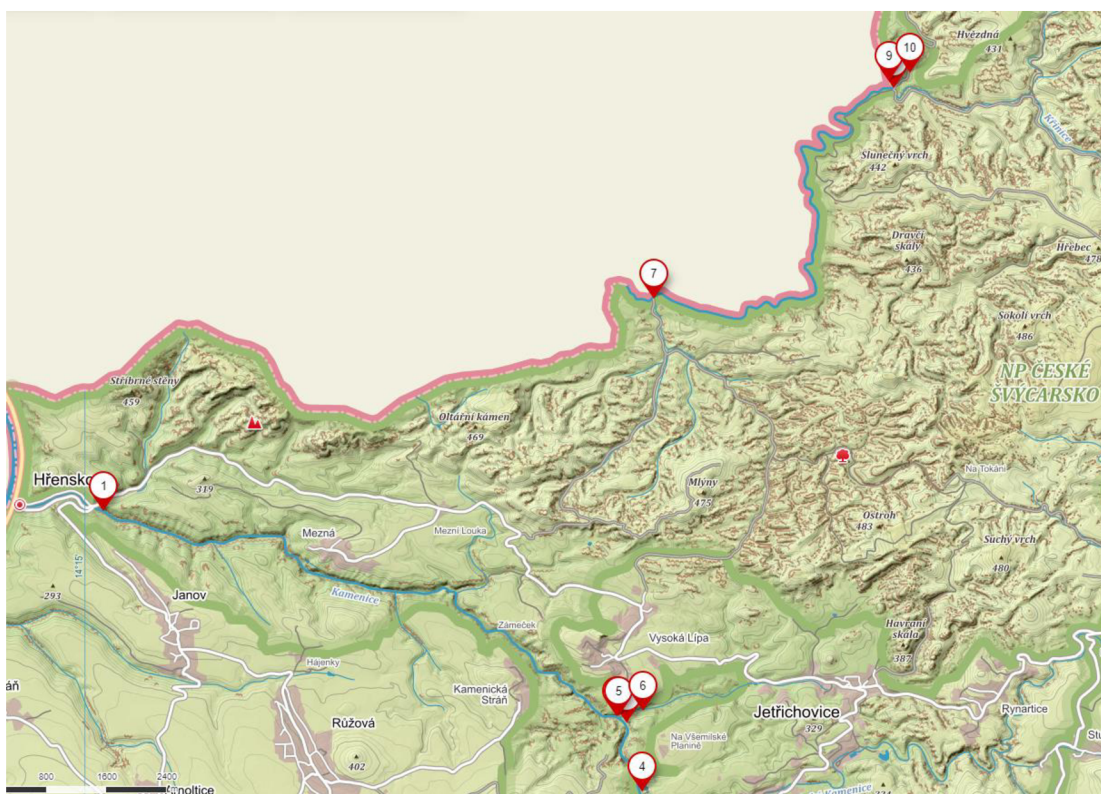 Hvězdná
431
10
9
Křinice
Slunečný vrch
442
Dravčí
skály
436
Hřebec
478
7
Sokolí vrch
486
NP ČESKÉ
ŠVÝCARSKO
Stříbrné stěny
459
Oltářní kámen
469
Hřensko
1
319
Mlýny
475
Na Tokáni
Ostroh
483
Mezná
Mezní Louka
Suchý vrch
480
14°15'
293
Janov
Kamenice
Zámeček
Vysoká Lípa
Havraní
skála
387
Hájenky
Kamenická
Stráň
5
6
Jetřichovice
329
Rynartice
Růžová
402
Na Všemilské
Planině
4
800
1600
2400